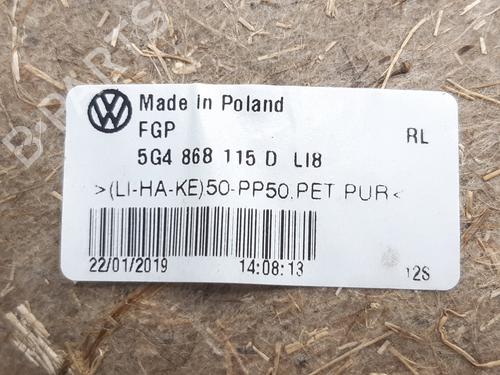 Made in Poland
FGP
RL
5G4 868 115 D LI8
>(LI-HA-KE)50-PP50.PET PUR<
22/01/2019 14:08:13
12S
B-PARTS